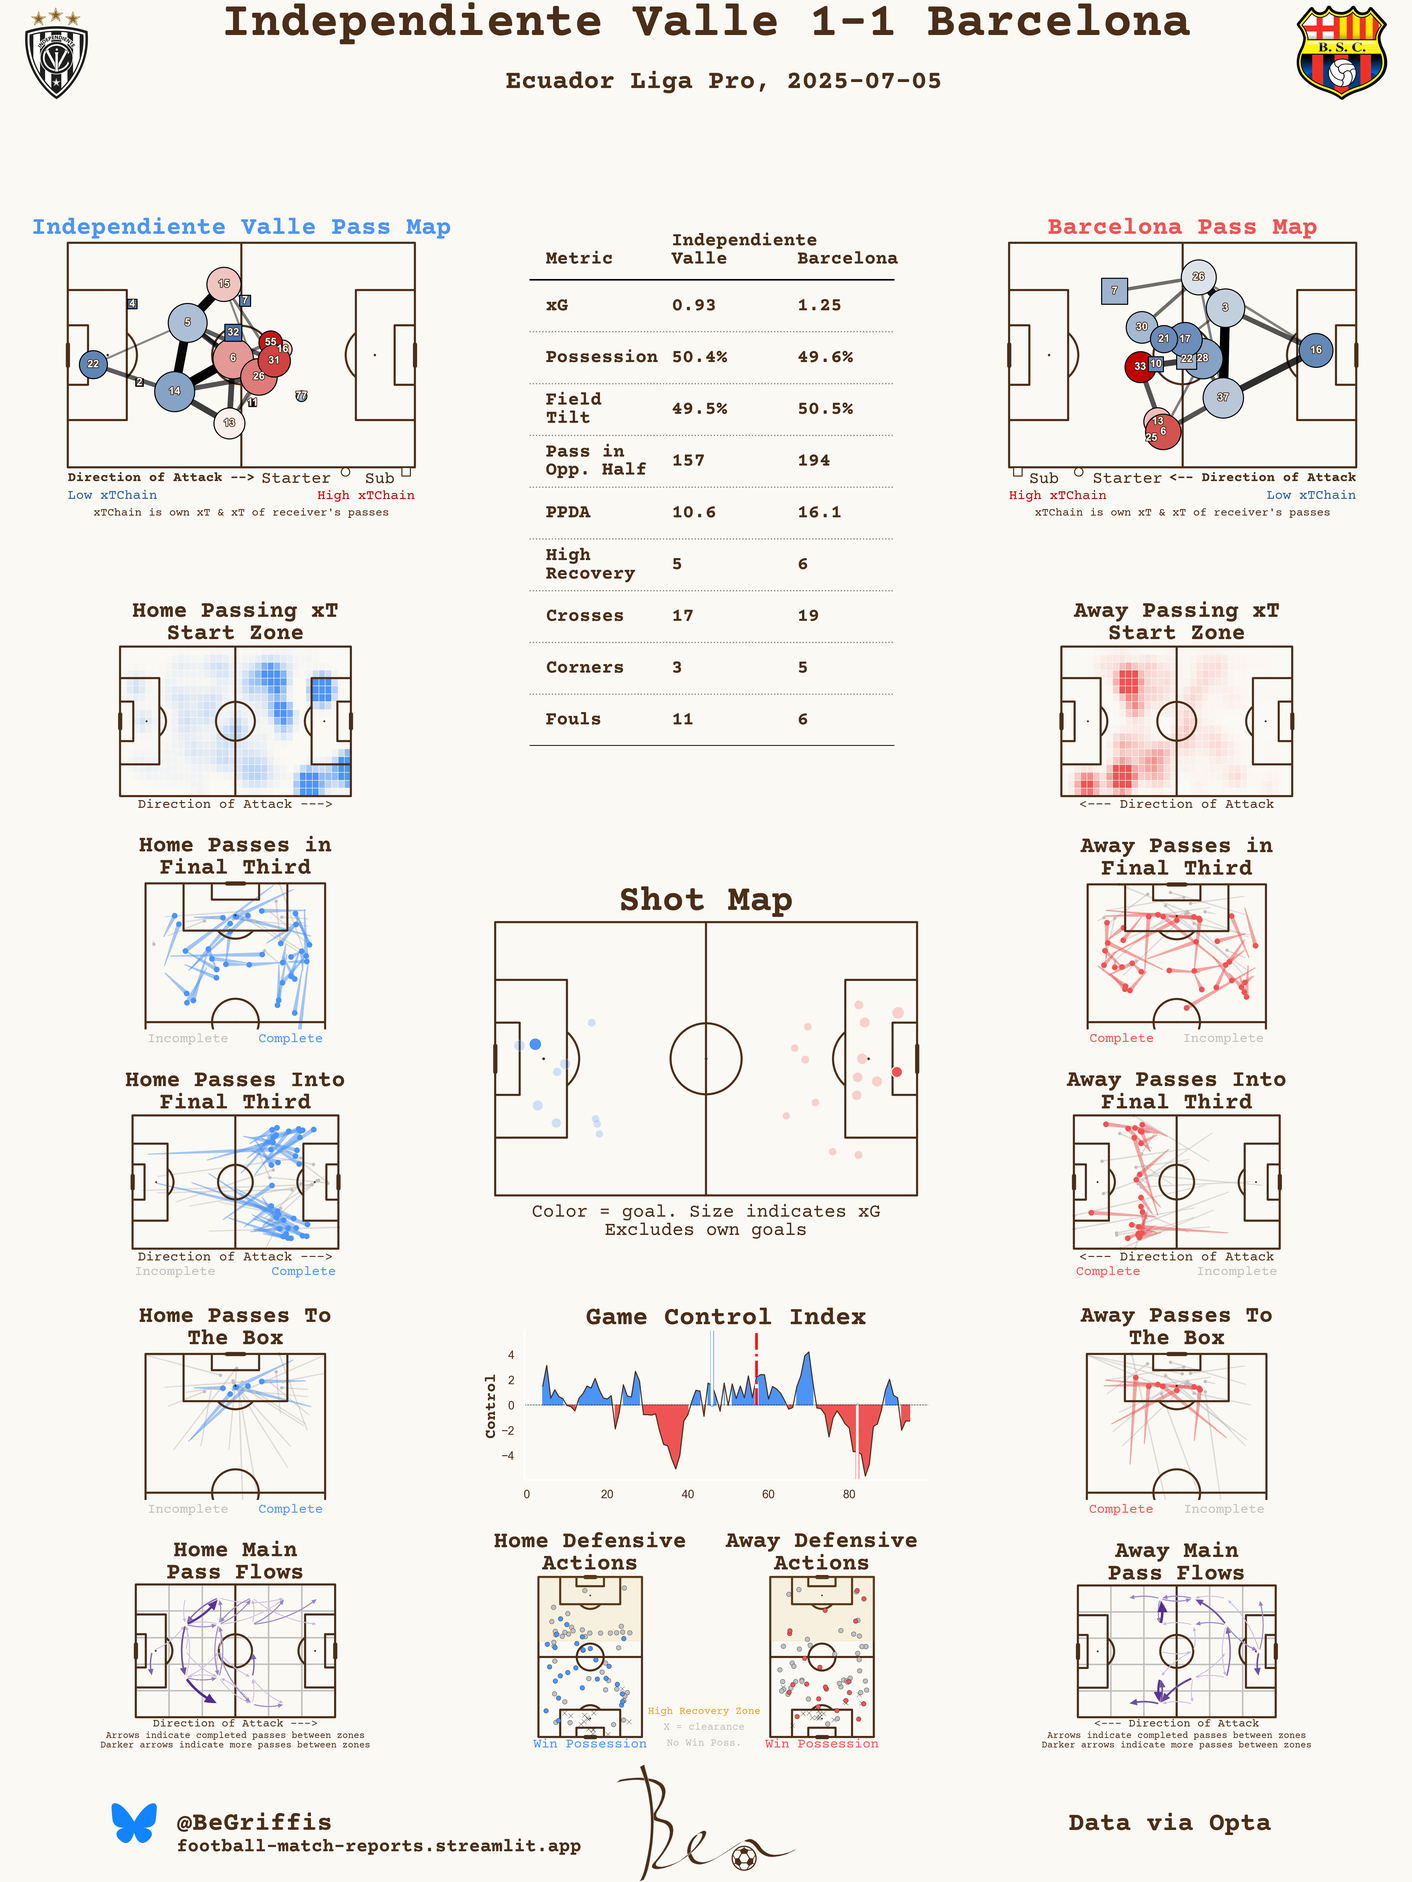 Independiente Valle 1-1 Barcelona
Ecuador Liga Pro, 2025-07-05
INDEPENDIENTE
B. S. C.
Independiente Valle Pass Map
4
15
7
5
32
55
16
22
6
31
2
14
26
77
11
13
Direction of Attack --> Starter Sub
Low xTChain High xTChain
xTChain is own xT & xT of receiver's passes
Metric Independiente Valle Barcelona
xG 0.93 1.25
Possession 50.4% 49.6%
Field Tilt 49.5% 50.5%
Pass in Opp. Half 157 194
PPDA 10.6 16.1
High Recovery 5 6
Crosses 17 19
Corners 3 5
Fouls 11 6
Barcelona Pass Map
7
26
3
30
21
17
16
33
10
22
28
37
13
6
25
Sub Starter <-- Direction of Attack
High xTChain Low xTChain
xTChain is own xT & xT of receiver's passes
Home Passing xT
Start Zone
Direction of Attack --->
Away Passing xT
Start Zone
<--- Direction of Attack
Home Passes in
Final Third
Incomplete Complete
Away Passes in
Final Third
Complete Incomplete
Shot Map
Color = goal. Size indicates xG
Excludes own goals
Home Passes Into
Final Third
Direction of Attack --->
Incomplete Complete
Away Passes Into
Final Third
<--- Direction of Attack
Complete Incomplete
Home Passes To
The Box
Incomplete Complete
Game Control Index
Control
4
2
0
−2
−4
0 20 40 60 80
Away Passes To
The Box
Complete Incomplete
Home Main
Pass Flows
Direction of Attack --->
Arrows indicate completed passes between zones
Darker arrows indicate more passes between zones
Home Defensive
Actions
Win Possession
Away Defensive
Actions
Win Possession
High Recovery Zone
X = clearance
No Win Poss.
Away Main
Pass Flows
<--- Direction of Attack
Arrows indicate completed passes between zones
Darker arrows indicate more passes between zones
@BeGriffis
football-match-reports.streamlit.app
Ben
Data via Opta